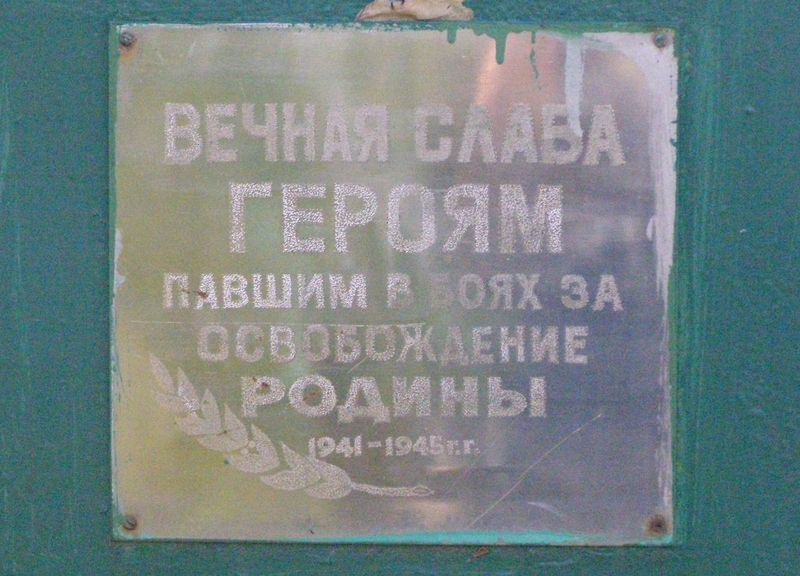 ВЕЧНАЯ СЛАВА
ГЕРОЯМ
ПАВШИМ В БОЯХ ЗА
ОСВОБОЖДЕНИЕ
РОДИНЫ
1941-1945г.г.